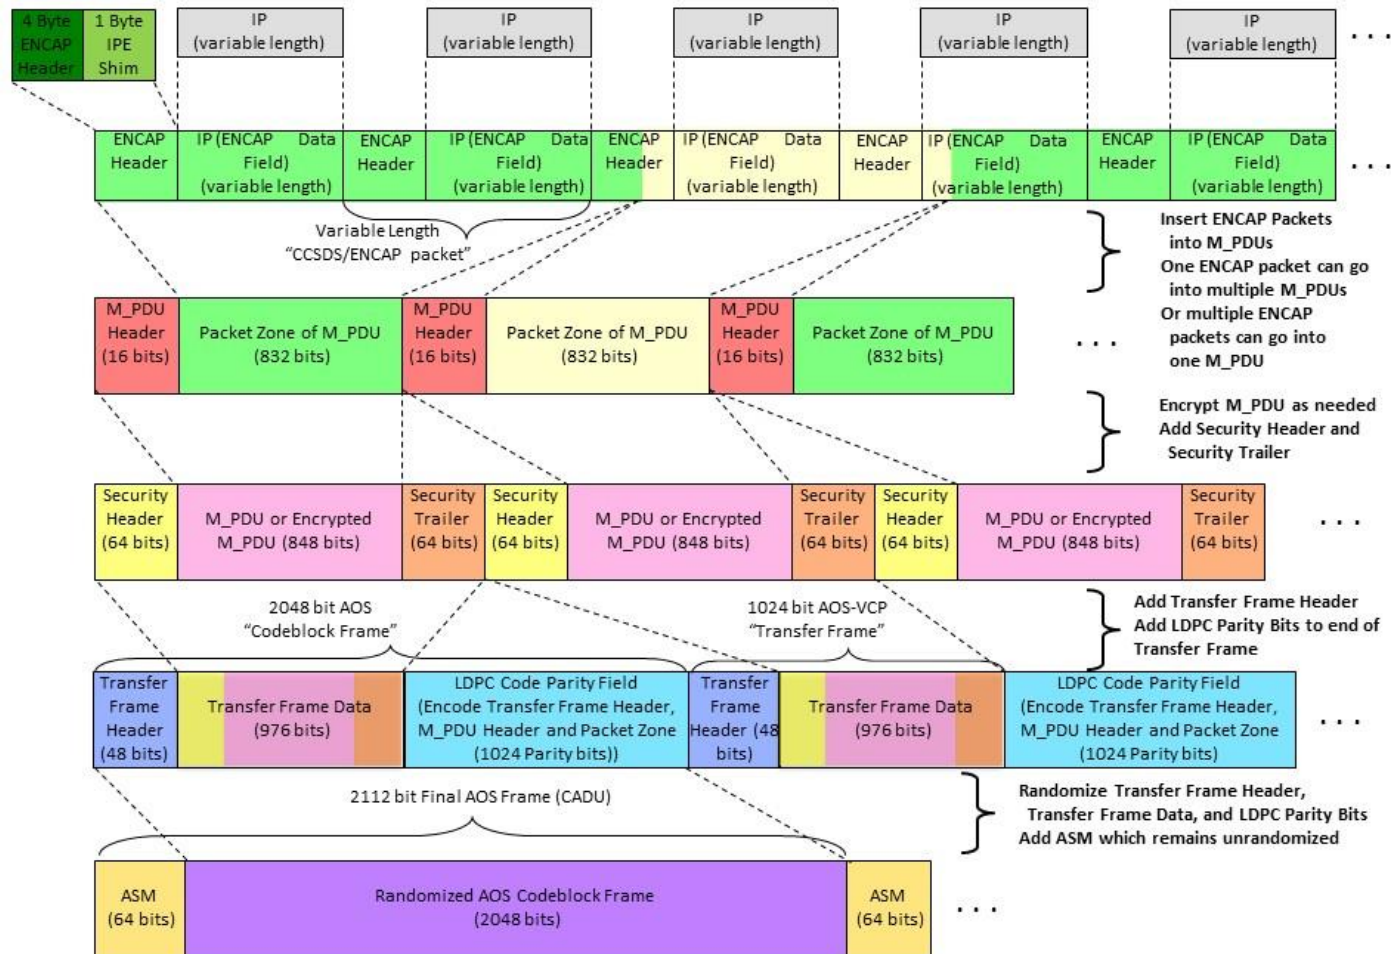 4 Byte
ENCAP
Header
1 Byte
IPE
Shim
IP
(variable length)
IP
(variable length)
IP
(variable length)
IP
(variable length)
IP
(variable length)
. . .
ENCAP
Header
IP (ENCAP Data
Field)
(variable length)
ENCAP
Header
IP (ENCAP Data
Field)
(variable length)
ENCAP
Header
IP (ENCAP Data
Field)
(variable length)
ENCAP
Header
IP (ENCAP Data
Field)
(variable length)
ENCAP
Header
IP (ENCAP Data
Field)
(variable length)
. . .
Variable Length
“CCSDS/ENCAP packet”
Insert ENCAP Packets
into M_PDUs
One ENCAP packet can go
into multiple M_PDUs
Or multiple ENCAP
packets can go into
one M_PDU
M_PDU
Header
(16 bits)
Packet Zone of M_PDU
(832 bits)
M_PDU
Header
(16 bits)
Packet Zone of M_PDU
(832 bits)
M_PDU
Header
(16 bits)
Packet Zone of M_PDU
(832 bits)
. . .
Encrypt M_PDU as needed
Add Security Header and
Security Trailer
Security
Header
(64 bits)
M_PDU or Encrypted
M_PDU (848 bits)
Security
Trailer
(64 bits)
Security
Header
(64 bits)
M_PDU or Encrypted
M_PDU (848 bits)
Security
Trailer
(64 bits)
Security
Header
(64 bits)
M_PDU or Encrypted
M_PDU (848 bits)
Security
Trailer
(64 bits)
. . .
2048 bit AOS
“Codeblock Frame”
1024 bit AOS-VCP
“Transfer Frame”
Add Transfer Frame Header
Add LDPC Parity Bits to end of
Transfer Frame
Transfer
Frame
Header
(48 bits)
Transfer Frame Data
(976 bits)
LDPC Code Parity Field
(Encode Transfer Frame Header,
M_PDU Header and Packet Zone
(1024 Parity bits))
Transfer
Frame
Header (48
bits)
Transfer Frame Data
(976 bits)
LDPC Code Parity Field
(Encode Transfer Frame Header,
M_PDU Header and Packet Zone
(1024 Parity bits)
. . .
2112 bit Final AOS Frame (CADU)
Randomize Transfer Frame Header,
Transfer Frame Data, and LDPC Parity Bits
Add ASM which remains unrandomized
ASM
(64 bits)
Randomized AOS Codeblock Frame
(2048 bits)
ASM
(64 bits)
. . .